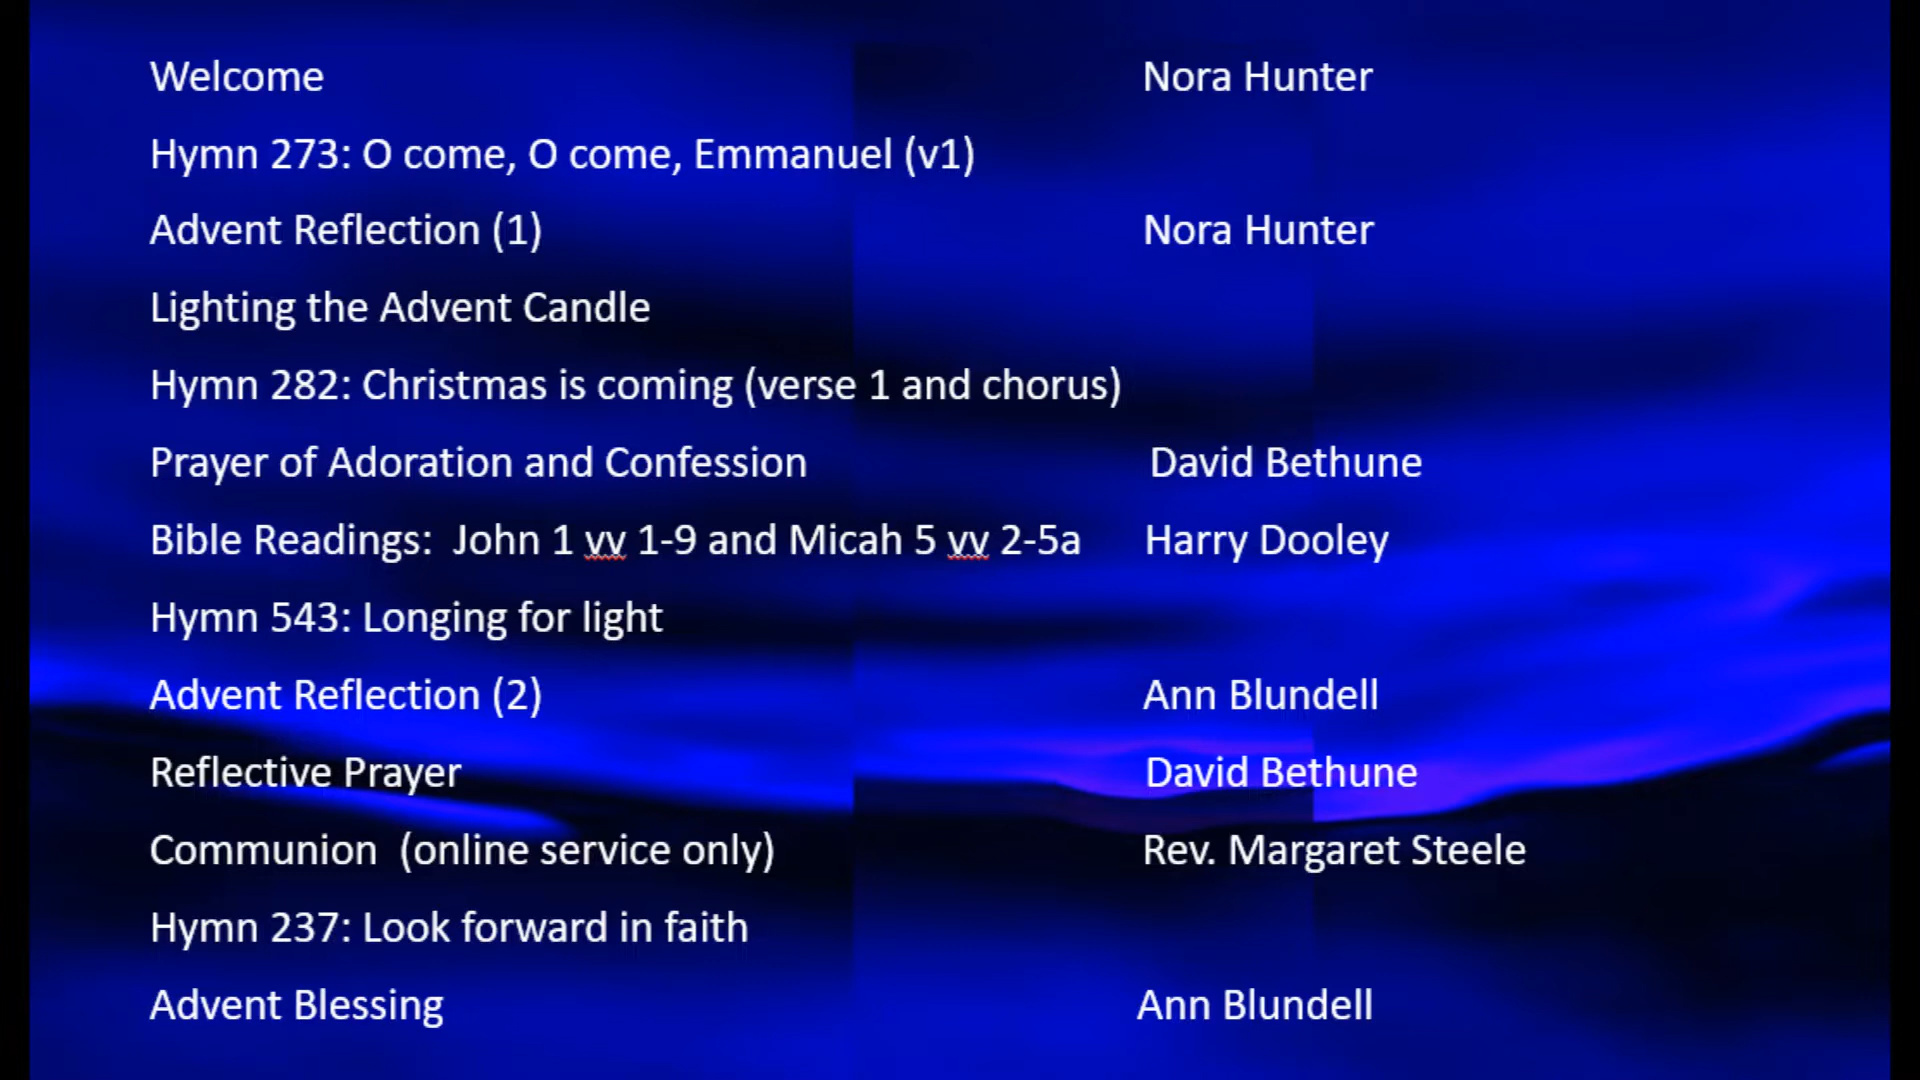 Welcome Nora Hunter
Hymn 273: O come, O come, Emmanuel (v1)
Advent Reflection (1) Nora Hunter
Lighting the Advent Candle
Hymn 282: Christmas is coming (verse 1 and chorus)
Prayer of Adoration and Confession David Bethune
Bible Readings:  John 1 vv 1-9 and Micah 5 vv 2-5a Harry Dooley
Hymn 543: Longing for light
Advent Reflection (2) Ann Blundell
Reflective Prayer David Bethune
Communion  (online service only) Rev. Margaret Steele
Hymn 237: Look forward in faith
Advent Blessing Ann Blundell